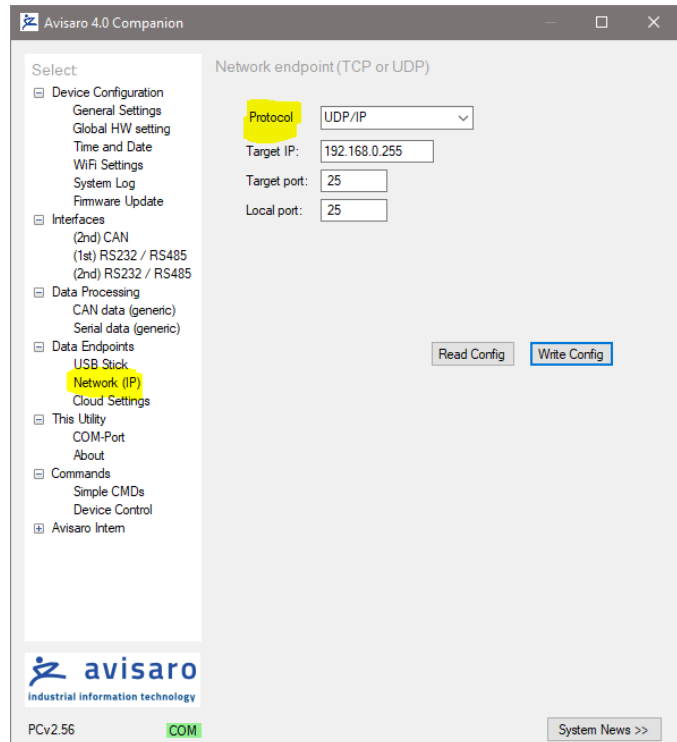 Avisaro 4.0 Companion
Select:
Device Configuration
General Settings
Global HW setting
Time and Date
WiFi Settings
System Log
Firmware Update
Interfaces
(2nd) CAN
(1st) RS232 / RS485
(2nd) RS232 / RS485
Data Processing
CAN data (generic)
Serial data (generic)
Data Endpoints
USB Stick
Network (IP)
Cloud Settings
This Utility
COM-Port
About
Commands
Simple CMDs
Device Control
Avisaro Intern
Network endpoint (TCP or UDP)
Protocol UDP/IP
Target IP: 192.168.0.255
Target port: 25
Local port: 25
Read Config Write Config
avisaro
industrial information technology
PCv2.56 COM System News >>